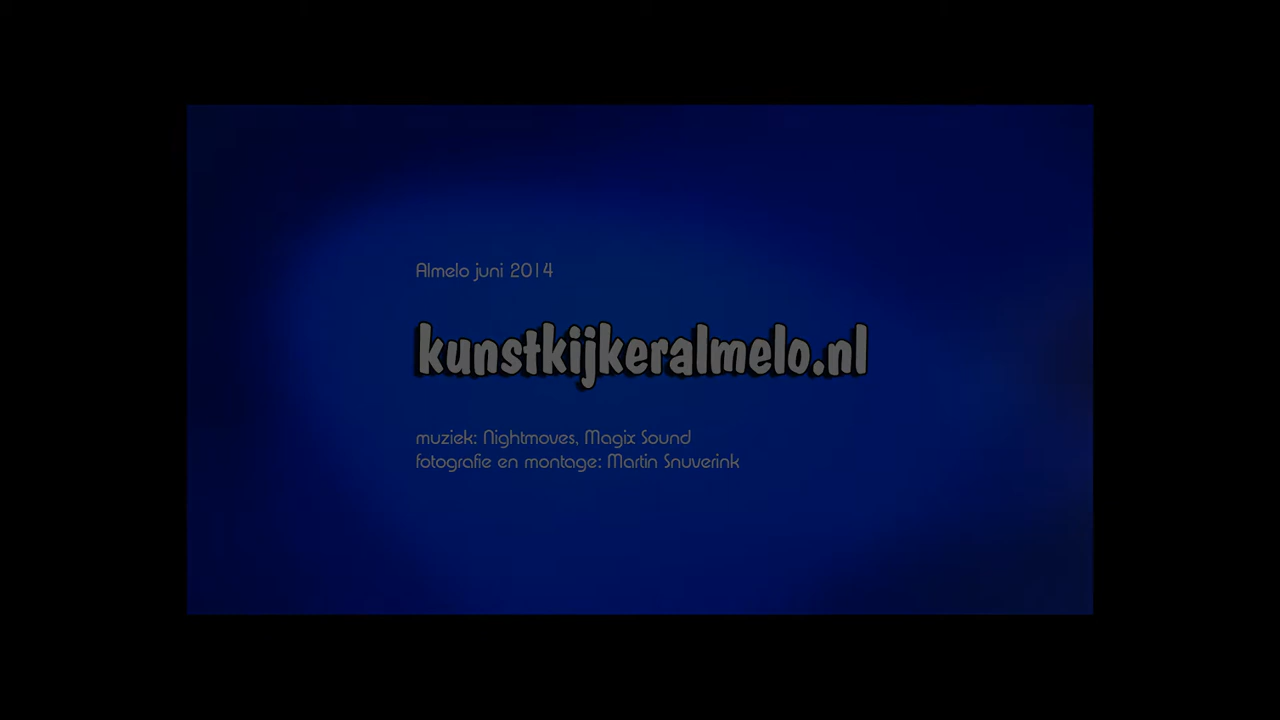 Almelo juni 2014
kunstkijkeralmelo.nl
muziek: Nightmoves, Magix Sound
fotografie en montage: Martin Snuverink